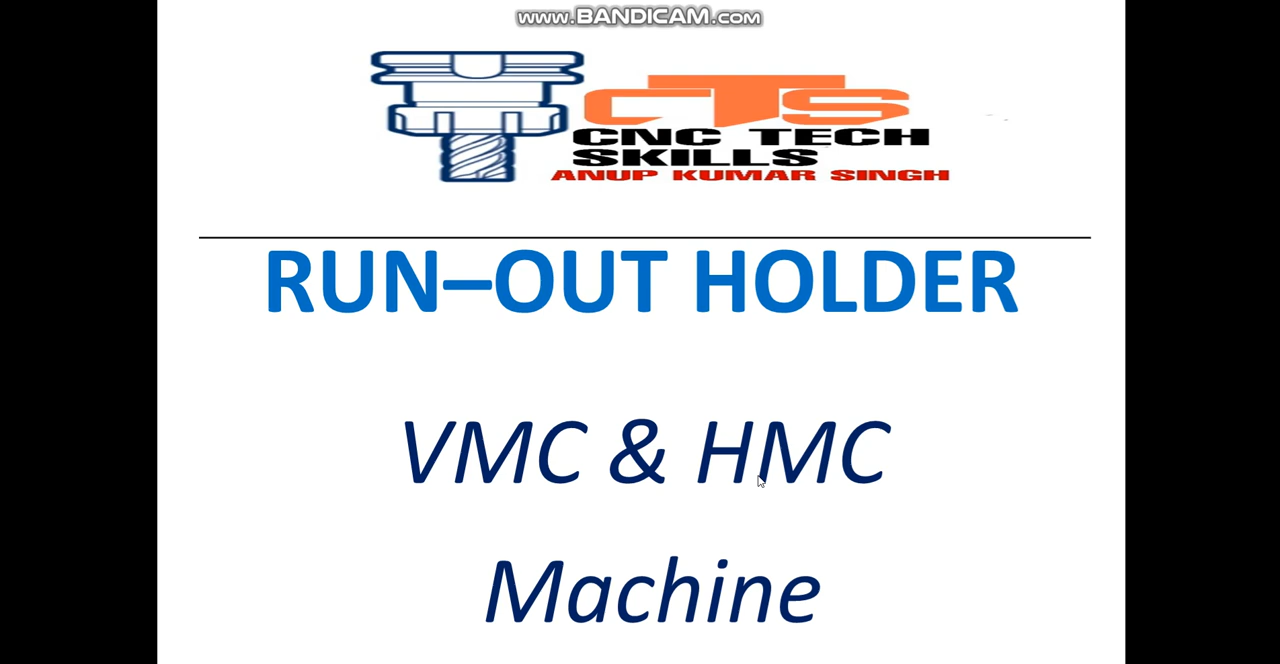 www.BANDICAM.com
CTS
CNC TECH
SKILLS
ANUP KUMAR SINGH
RUN–OUT HOLDER
VMC & HMC
Machine